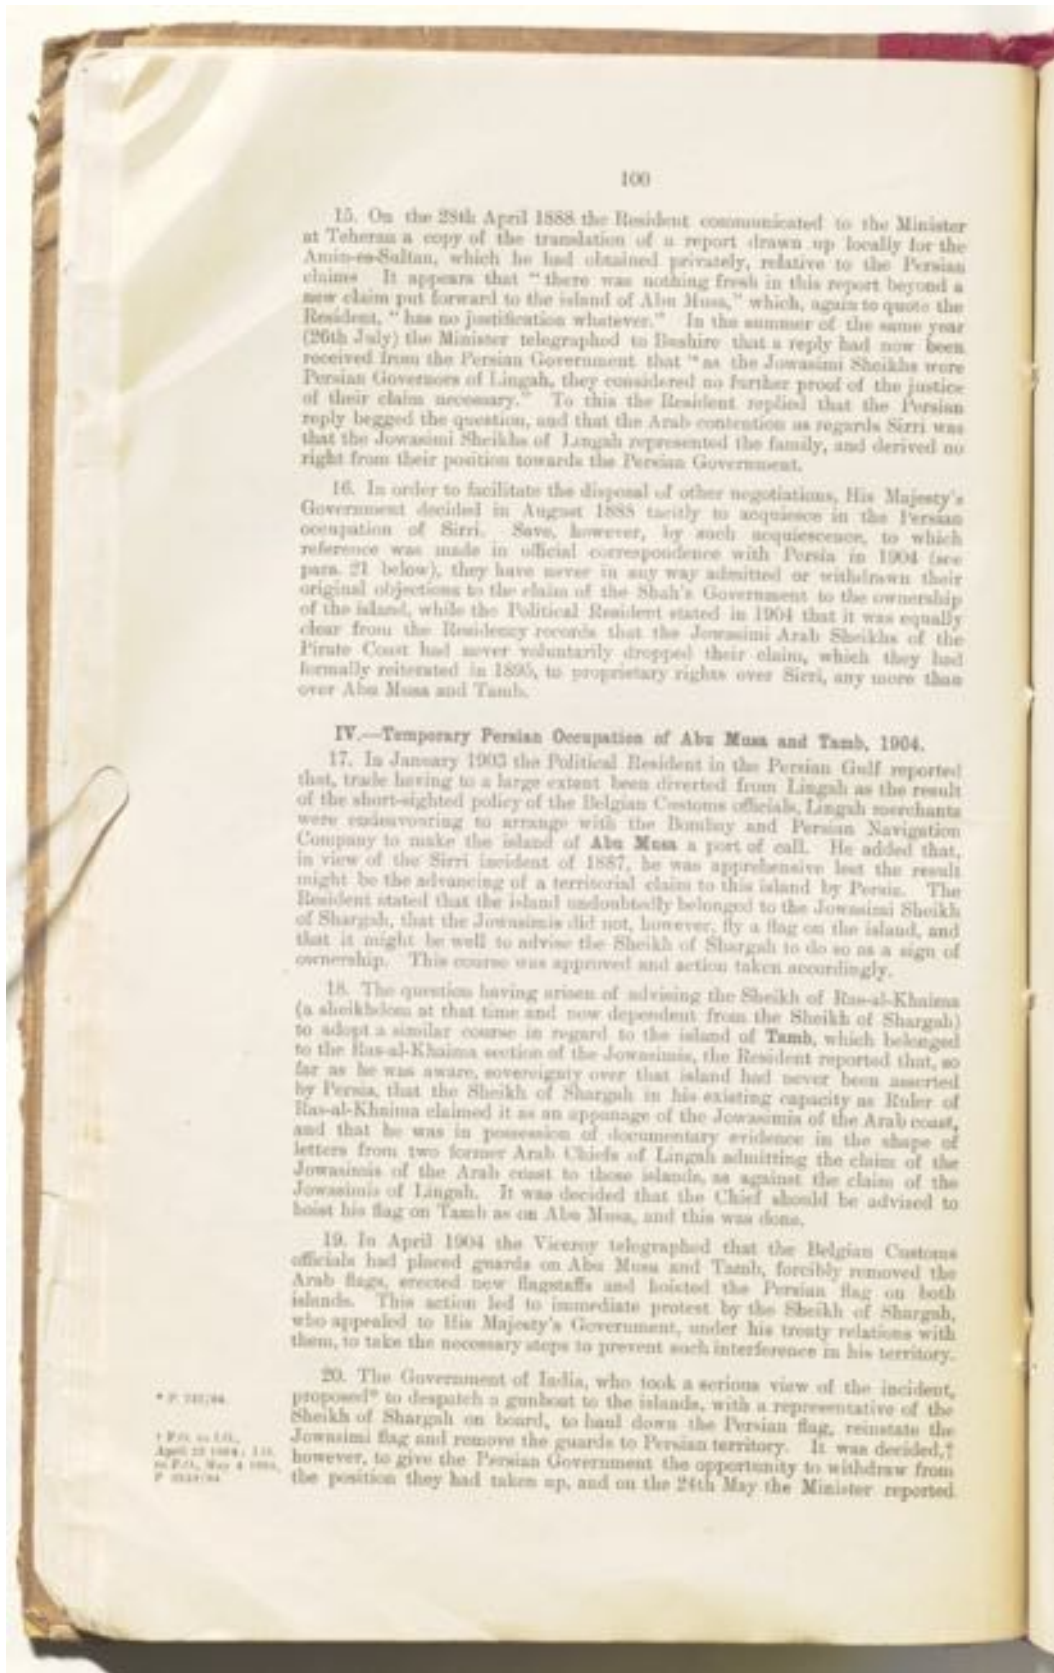 100
15. On the 28th April 1888 the Resident communicated to the Minister
at Teheran a copy of the translation of a report drawn up locally for the
Amin-es-Sultan, which he had obtained privately, relative to the Persian
claims It appears that "there was nothing fresh in this report beyond a
new claim put forward to the island of Abu Musa," which, again to quote the
Resident, "has no justification whatever." In the summer of the same year
(26th July) the Minister telegraphed to Bushire that a reply had now been
received from the Persian Government that "as the Jowasimi Sheikhs were
Persian Governors of Lingah, they considered no further proof of the justice
of their claim necessary." To this the Resident replied that the Persian
reply begged the question, and that the Arab contention as regards Sirri was
that the Jowasimi Sheikhs of Lingah represented the family, and derived no
right from their position towards the Persian Government.
16. In order to facilitate the disposal of other negotiations, His Majesty's
Government decided in August 1888 tacitly to acquiesce in the Persian
occupation of Sirri. Save, however, by such acquiescence, to which
reference was made in official correspondence with Persia in 1904 (see
para. 21 below), they have never in any way admitted or withdrawn their
original objections to the claim of the Shah's Government to the ownership
of the island, while the Political Resident stated in 1904 that it was equally
clear from the Residency records that the Jowasimi Arab Sheikhs of the
Pirate Coast had never voluntarily dropped their claim, which they had
formally reiterated in 1895, to proprietary rights over Sirri, any more than
over Abu Musa and Tamb.
IV.—Temporary Persian Occupation of Abu Musa and Tamb, 1904.
17. In January 1903 the Political Resident in the Persian Gulf reported
that, trade having to a large extent been diverted from Lingah as the result
of the short-sighted policy of the Belgian Customs officials, Lingah merchants
were endeavouring to arrange with the Bombay and Persian Navigation
Company to make the island of Abu Musa a port of call. He added that,
in view of the Sirri incident of 1887, he was apprehensive lest the result
might be the advancing of a territorial claim to this island by Persia. The
Resident stated that the island undoubtedly belonged to the Jowasimi Sheikh
of Shargah, that the Jowasimis did not, however, fly a flag on the island, and
that it might be well to advise the Sheikh of Shargah to do so as a sign of
ownership. This course was approved and action taken accordingly.
18. The question having arisen of advising the Sheikh of Ras-al-Khaima
(a sheikhdom at that time and now dependent from the Sheikh of Shargah)
to adopt a similar course in regard to the island of Tamb, which belonged
to the Ras-al-Khaima section of the Jowasimis, the Resident reported that, so
far as he was aware, sovereignty over that island had never been asserted
by Persia, that the Sheikh of Shargah in his existing capacity as Ruler of
Ras-al-Khaima claimed it as an appanage of the Jowasimis of the Arab coast,
and that he was in possession of documentary evidence in the shape of
letters from two former Arab Chiefs of Lingah admitting the claim of the
Jowasimis of the Arab coast to those islands, as against the claim of the
Jowasimis of Lingah. It was decided that the Chief should be advised to
hoist his flag on Tamb as on Abu Musa, and this was done.
19. In April 1904 the Viceroy telegraphed that the Belgian Customs
officials had placed guards on Abu Musa and Tamb, forcibly removed the
Arab flags, erected new flagstaffs and hoisted the Persian flag on both
islands. This action led to immediate protest by the Sheikh of Shargah,
who appealed to His Majesty's Government, under his treaty relations with
them, to take the necessary steps to prevent such interference in his territory.
20. The Government of India, who took a serious view of the incident,
proposed* to despatch a gunboat to the islands, with a representative of the
Sheikh of Shargah on board, to haul down the Persian flag, reinstate the
Jowasimi flag and remove the guards to Persian territory. It was decided,†
however, to give the Persian Government the opportunity to withdraw from
the position they had taken up, and on the 24th May the Minister reported
* P.
† F.O. to I.O.,
April 1904; I.O.
to F.O., May 4 1904,
P